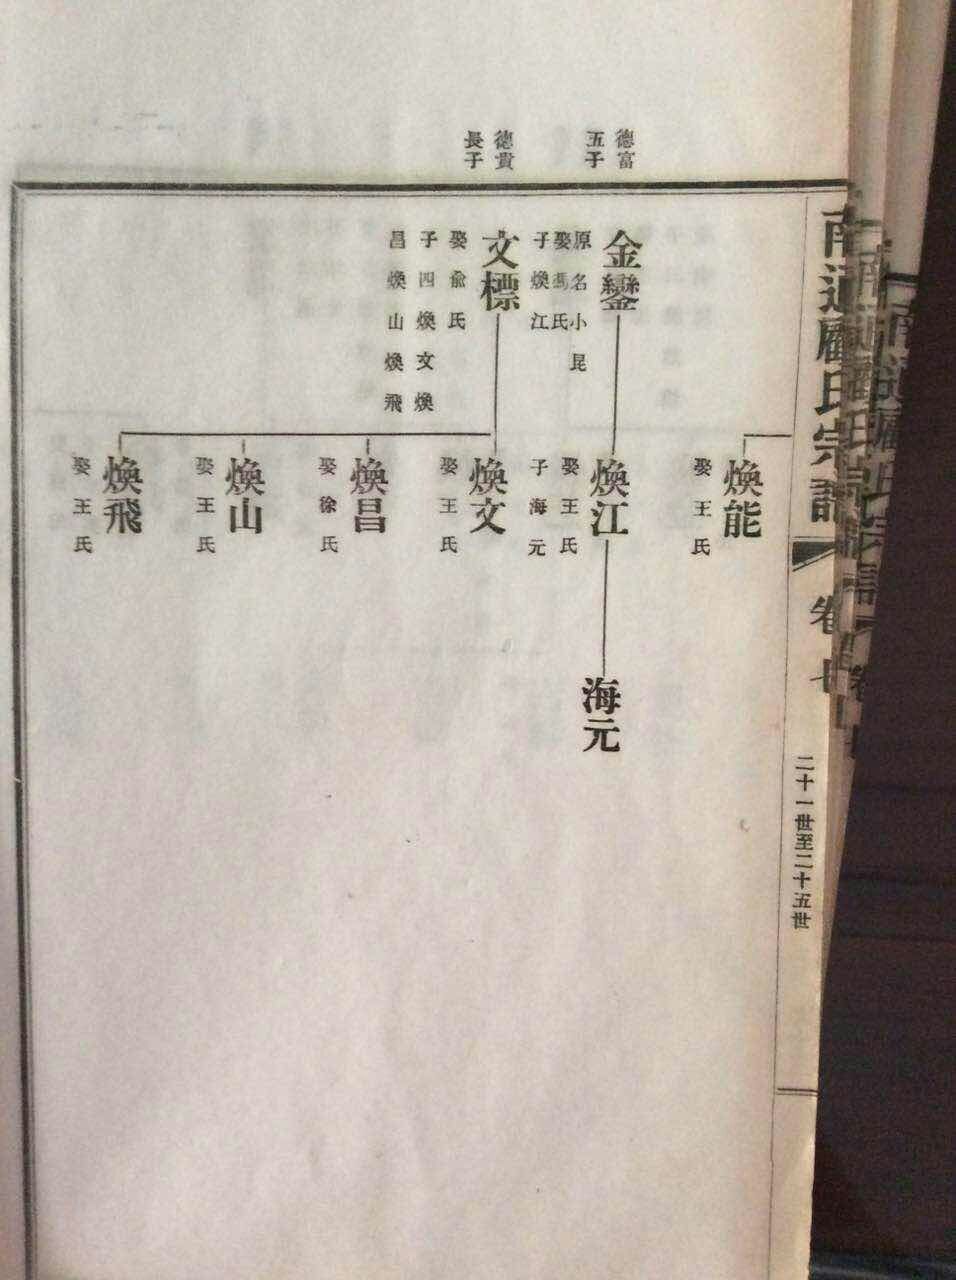 南通顧氏宗譜
卷
二十一世至二十五世
德富
五子
德貴
長子
金鑾
原名小昆
娶馮氏
子煥江
文標
娶俞氏
子四煥文煥
昌煥山煥飛
煥能
娶王氏
煥江
娶王氏
子海元
煥文
娶王氏
煥昌
娶徐氏
煥山
娶王氏
煥飛
娶王氏
海元